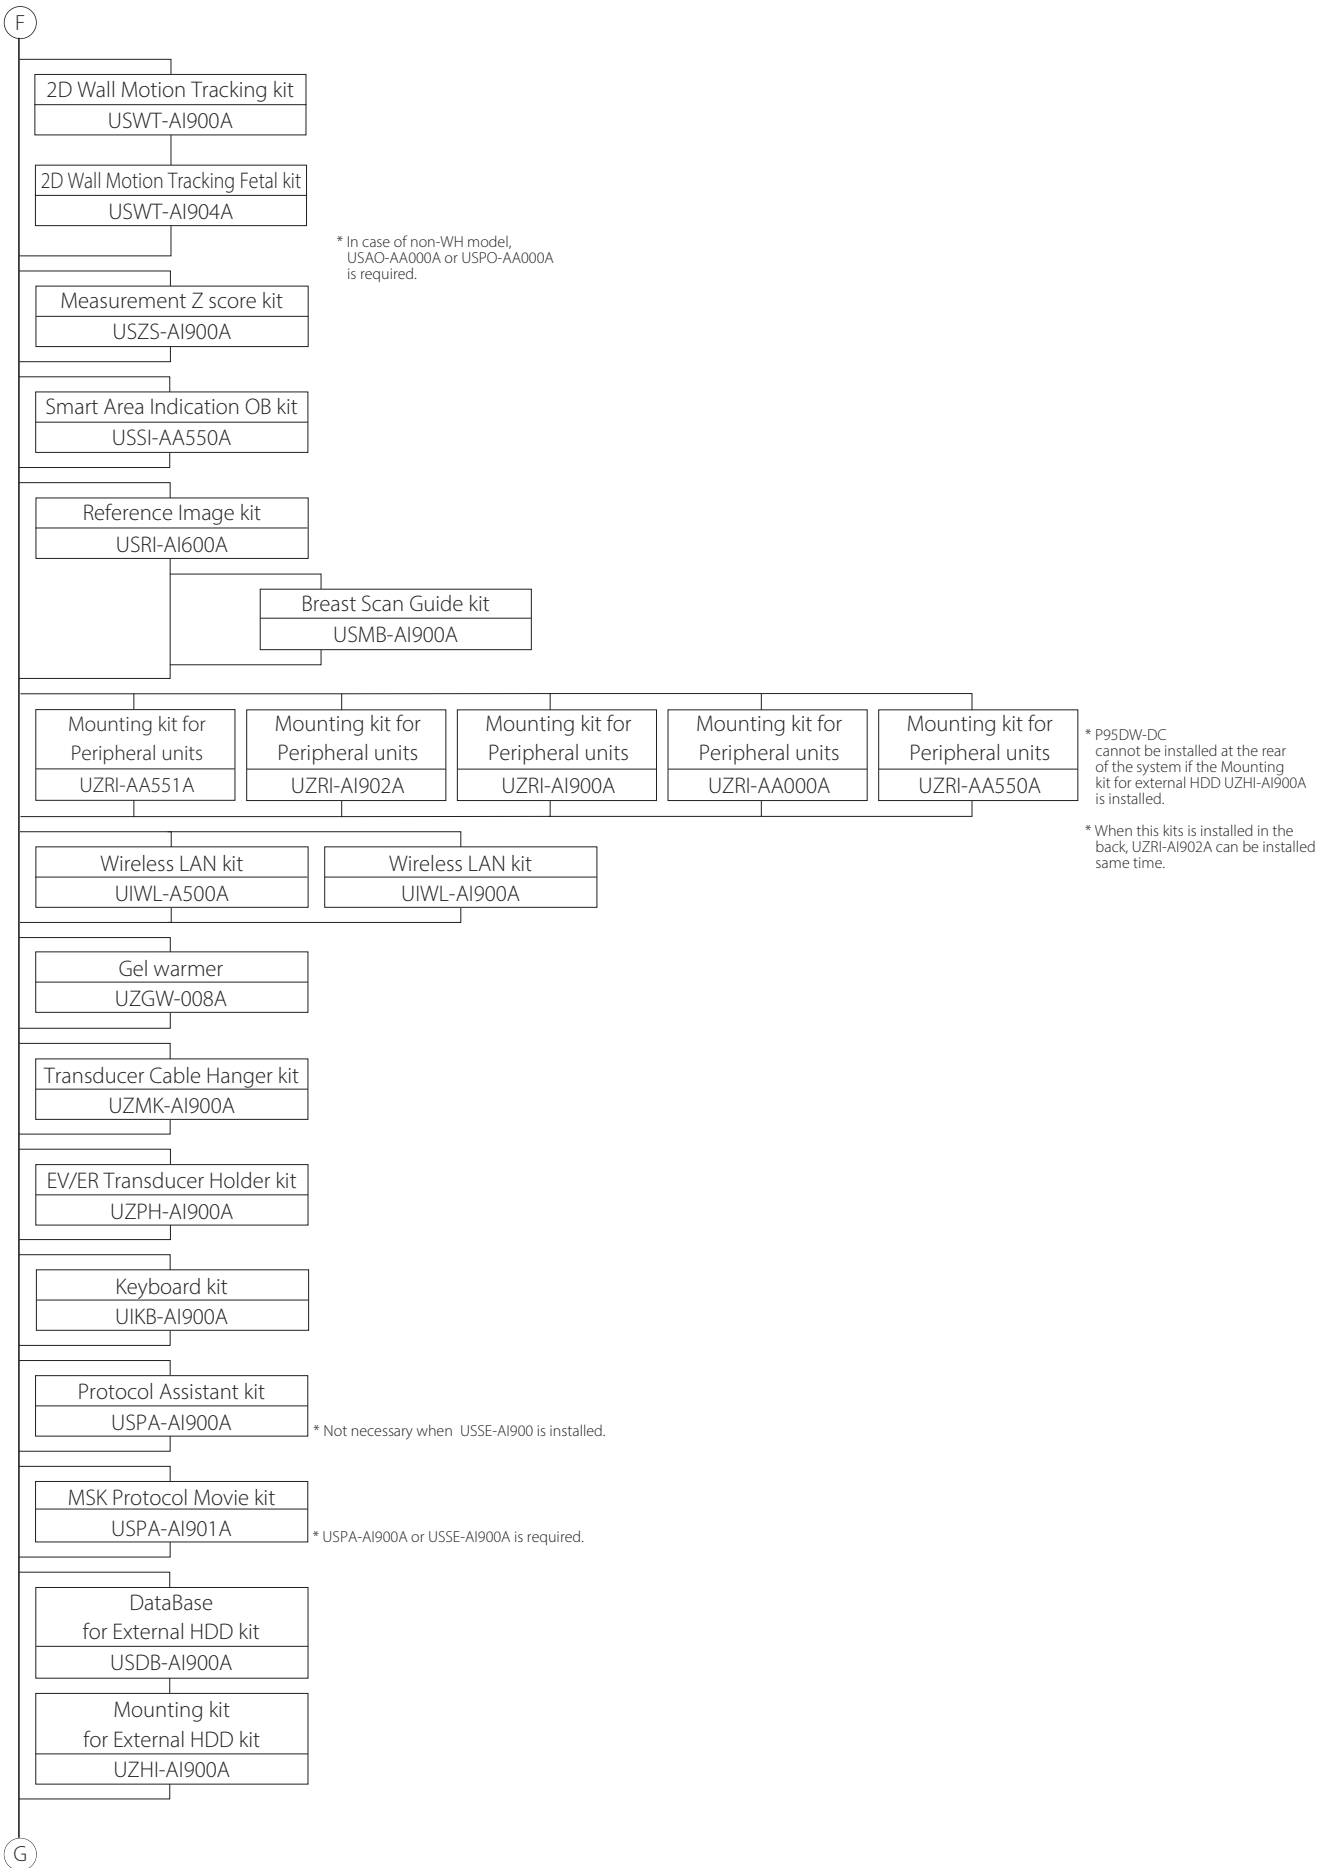 F
2D Wall Motion Tracking kit
USWT-AI900A
2D Wall Motion Tracking Fetal kit
USWT-AI904A
* In case of non-WH model,
USAO-AA000A or USPO-AA000A
is required.
Measurement Z score kit
USZS-AI900A
Smart Area Indication OB kit
USSI-AA550A
Reference Image kit
USRI-AI600A
Breast Scan Guide kit
USMB-AI900A
Mounting kit for
Peripheral units
UZRI-AA551A
Mounting kit for
Peripheral units
UZRI-AI902A
Mounting kit for
Peripheral units
UZRI-AI900A
Mounting kit for
Peripheral units
UZRI-AA000A
Mounting kit for
Peripheral units
UZRI-AA550A
* P95DW-DC
cannot be installed at the rear
of the system if the Mounting
kit for external HDD UZHI-AI900A
is installed.
* When this kits is installed in the
back, UZRI-AI902A can be installed
same time.
Wireless LAN kit
UIWL-A500A
Wireless LAN kit
UIWL-AI900A
Gel warmer
UZGW-008A
Transducer Cable Hanger kit
UZMK-AI900A
EV/ER Transducer Holder kit
UZPH-AI900A
Keyboard kit
UIKB-AI900A
Protocol Assistant kit
USPA-AI900A
* Not necessary when USSE-AI900 is installed.
MSK Protocol Movie kit
USPA-AI901A
* USPA-AI900A or USSE-AI900A is required.
DataBase
for External HDD kit
USDB-AI900A
Mounting kit
for External HDD kit
UZHI-AI900A
G